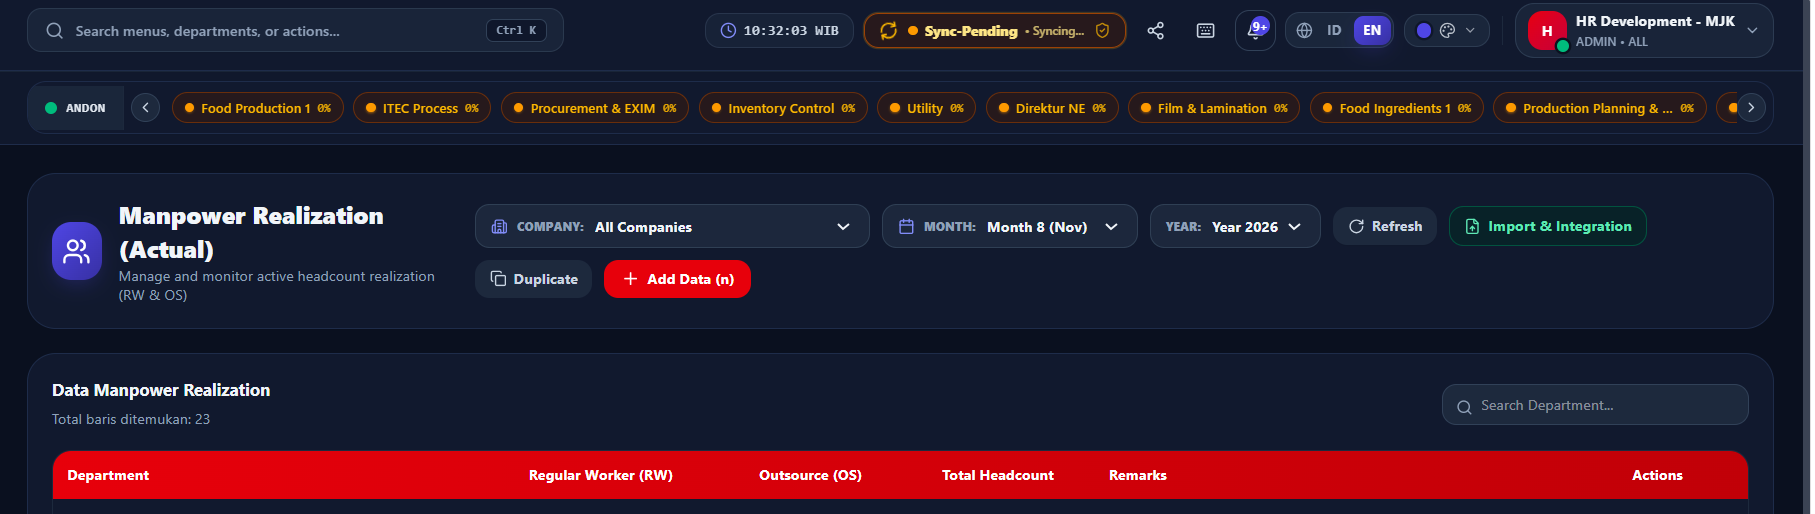 Search menus, departments, or actions...
Ctrl K
10:32:03 WIB
Sync-Pending • Syncing...
9+
ID
EN
H
HR Development - MJK
ADMIN • ALL
ANDON
Food Production 1 0%
ITEC Process 0%
Procurement & EXIM 0%
Inventory Control 0%
Utility 0%
Direktur NE 0%
Film & Lamination 0%
Food Ingredients 1 0%
Production Planning & ... 0%
Manpower Realization
(Actual)
Manage and monitor active headcount realization
(RW & OS)
COMPANY: All Companies
MONTH: Month 8 (Nov)
YEAR: Year 2026
Refresh
Import & Integration
Duplicate
Add Data (n)
Data Manpower Realization
Total baris ditemukan: 23
Search Department...
Department
Regular Worker (RW)
Outsource (OS)
Total Headcount
Remarks
Actions